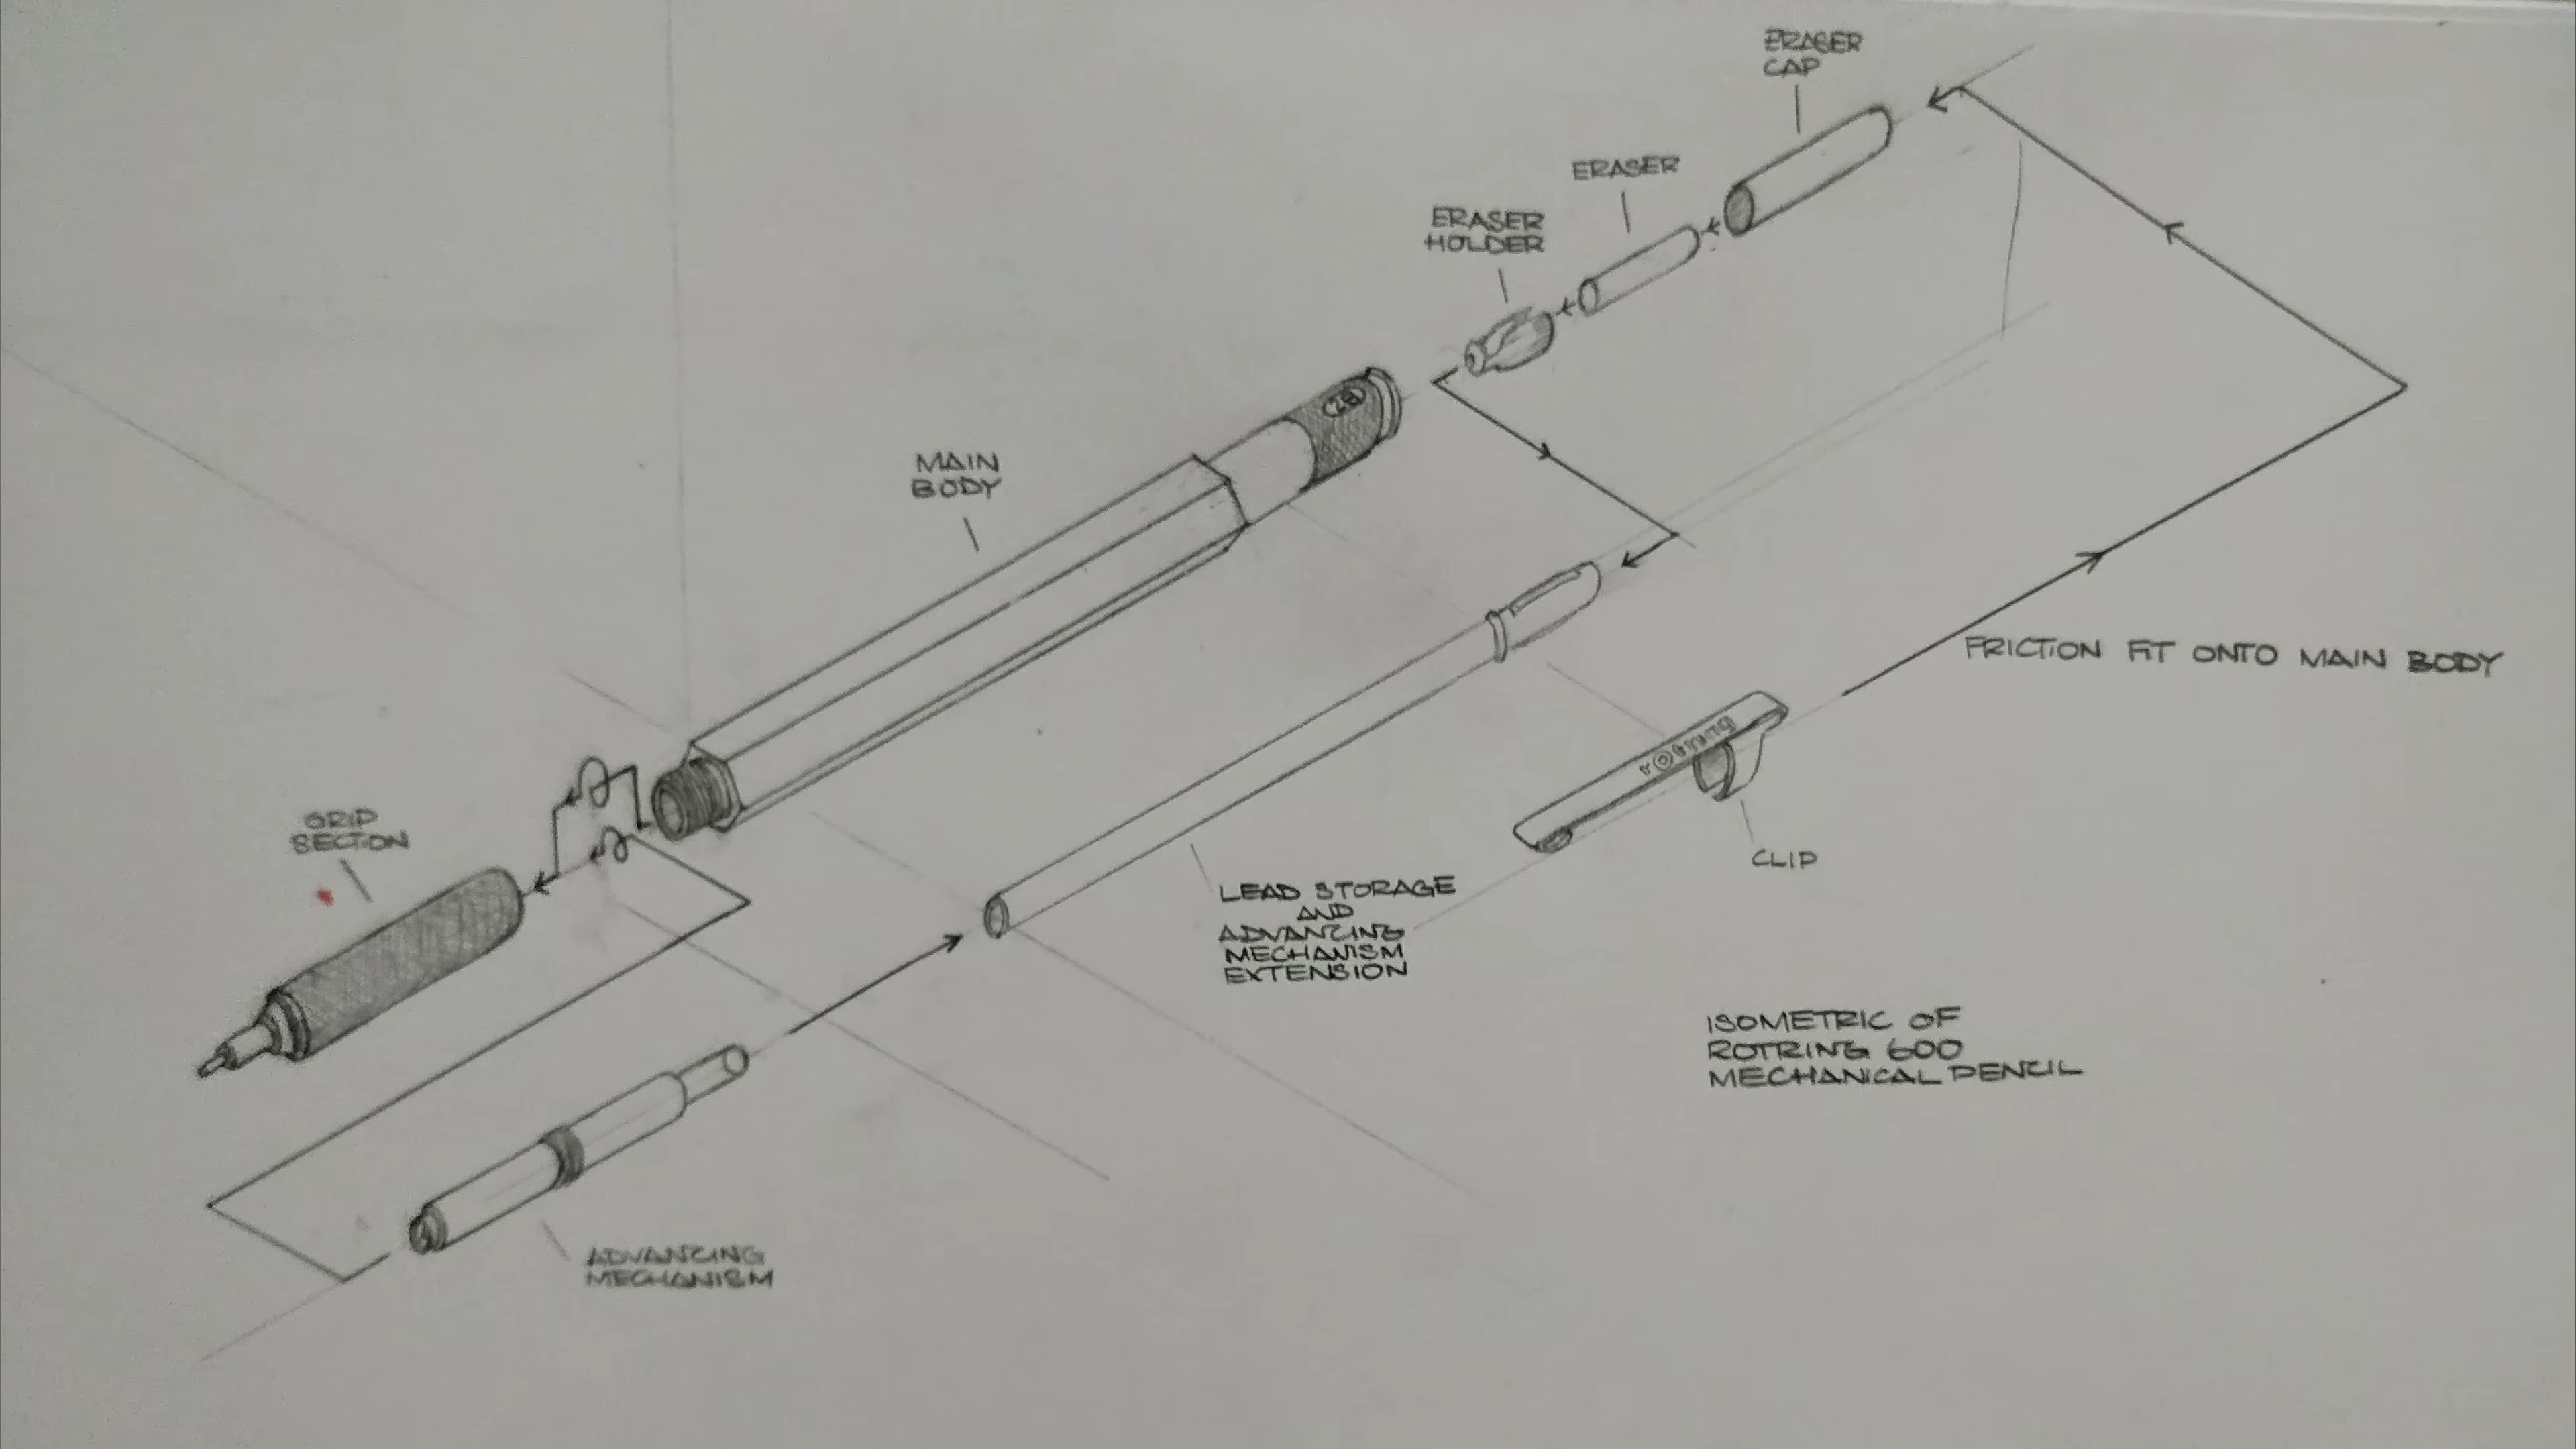 ERASER
CAP
ERASER
ERASER
HOLDER
2B
MAIN
BODY
FRICTION FIT ONTO MAIN BODY
rotring
GRIP
SECTION
CLIP
LEAD STORAGE
AND
ADVANCING
MECHANISM
EXTENSION
ISOMETRIC OF
ROTRING 600
MECHANICAL PENCIL
ADVANCING
MECHANISM